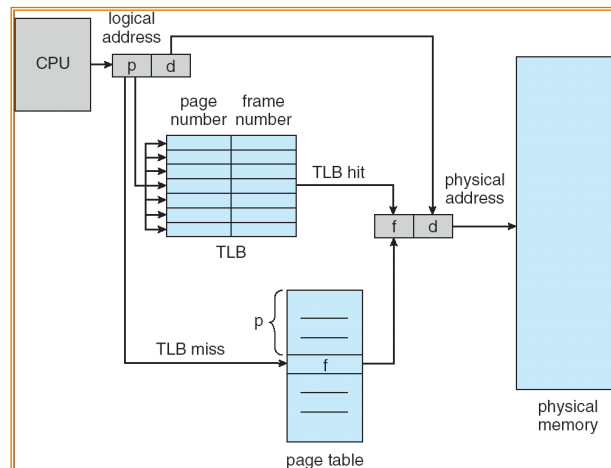 logical
address
CPU
p
d
page
number
frame
number
TLB hit
physical
address
f
d
TLB
p
TLB miss
f
physical
memory
page table